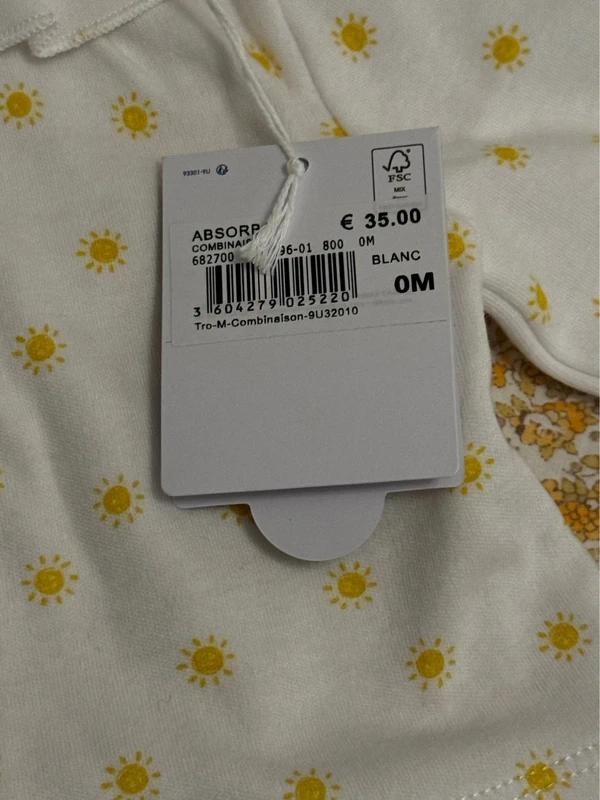 93301-9U
FSC
MIX
€ 35.00
ABSORB
COMBINAIS 96-01 800 0M
682700
BLANC
0M
3 604279 025220
Tro-M-Combinaison-9U32010